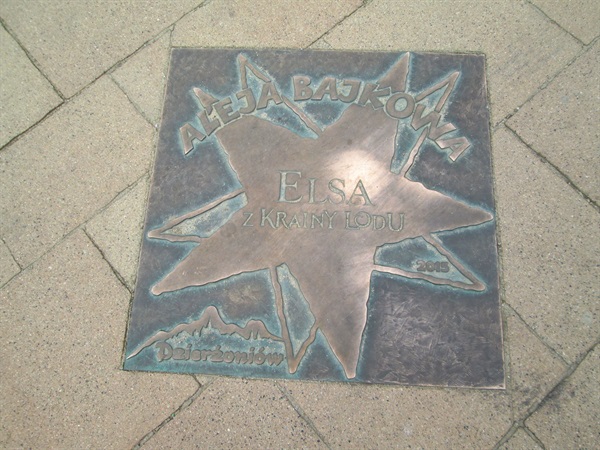 ALEJA BAJKOWA
ELSA
Z KRAINY LODU
2015
Dzierżoniów